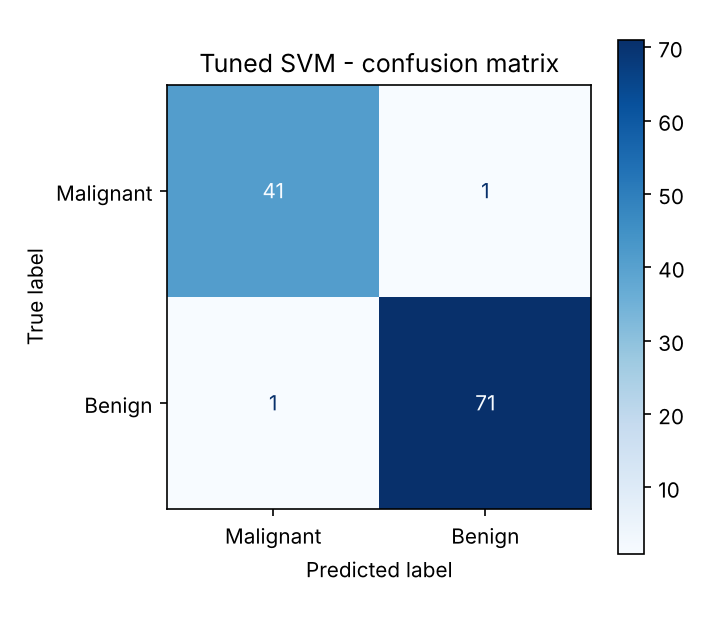 Tuned SVM - confusion matrix
70
60
50
40
30
20
10
True label
Malignant
41
1
Benign
1
71
Malignant
Benign
Predicted label